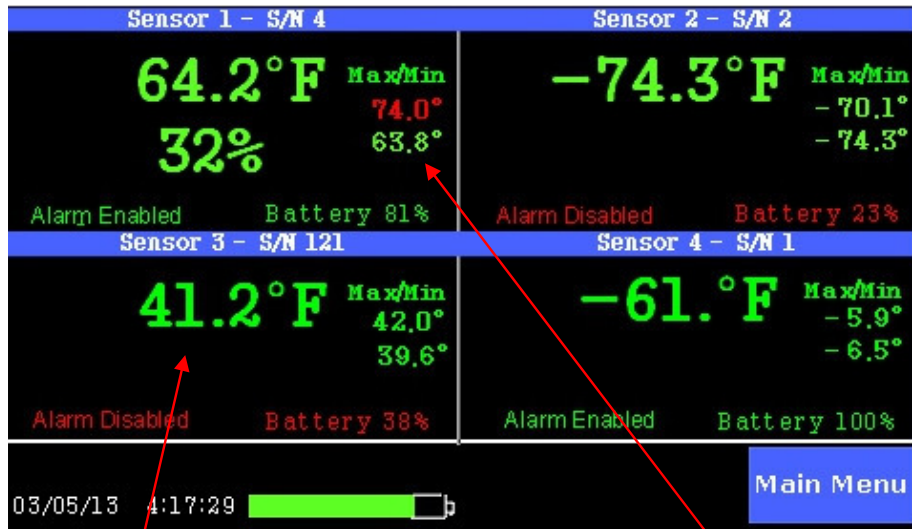 Sensor 1 - S/N 4
64.2°F
Max/Min
74.0°
32%
63.8°
Alarm Enabled
Battery 81%
Sensor 2 - S/N 2
-74.3°F
Max/Min
-70.1°
-74.3°
Alarm Disabled
Battery 23%
Sensor 3 - S/N 121
41.2°F
Max/Min
42.0°
39.6°
Alarm Disabled
Battery 38%
Sensor 4 - S/N 1
-61.°F
Max/Min
-5.9°
-6.5°
Alarm Enabled
Battery 100%
03/05/13 4:17:29
Main Menu